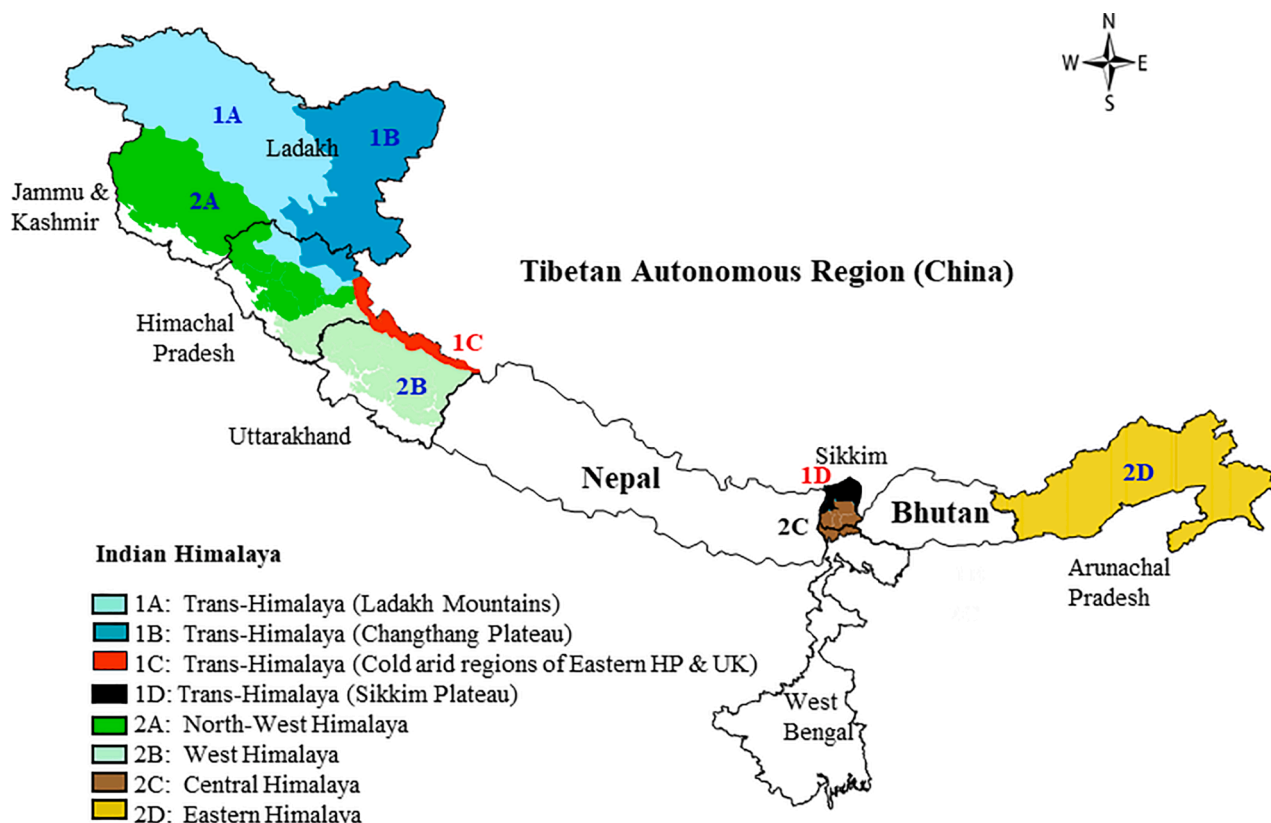 N
W E
S
1A
1B
Ladakh
2A
Jammu &
Kashmir
Tibetan Autonomous Region (China)
Himachal
Pradesh
1C
2B
Uttarakhand
Nepal
Sikkim
1D
2C
Bhutan
2D
Arunachal
Pradesh
West
Bengal
Indian Himalaya
1A: Trans-Himalaya (Ladakh Mountains)
1B: Trans-Himalaya (Changthang Plateau)
1C: Trans-Himalaya (Cold arid regions of Eastern HP & UK)
1D: Trans-Himalaya (Sikkim Plateau)
2A: North-West Himalaya
2B: West Himalaya
2C: Central Himalaya
2D: Eastern Himalaya